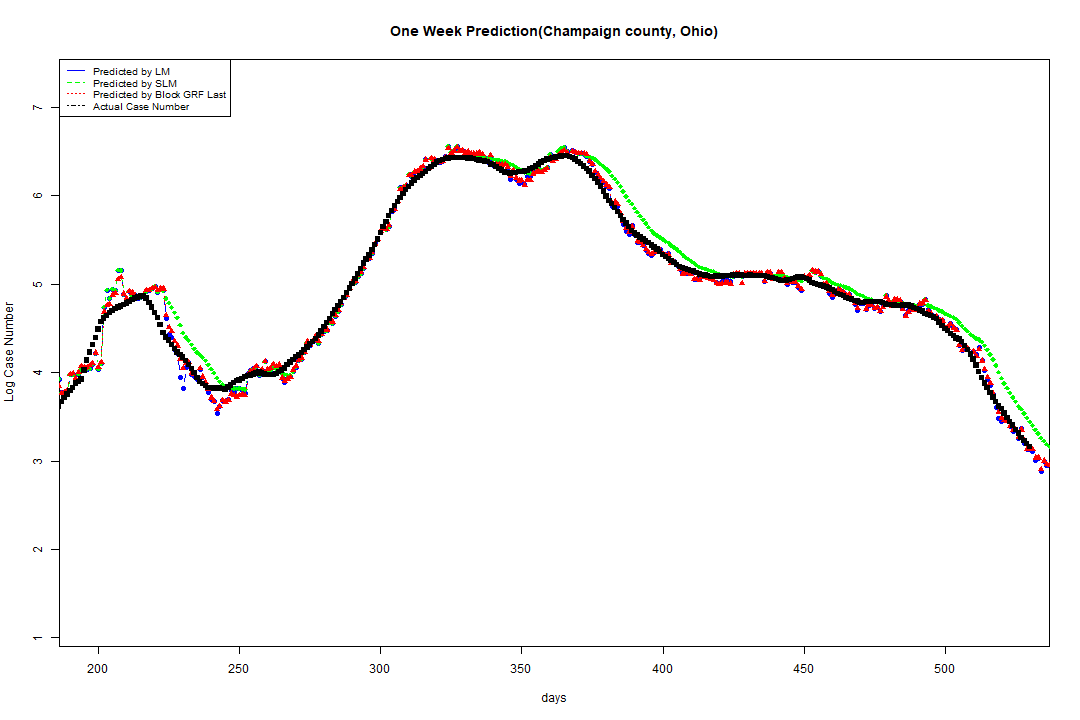 One Week Prediction(Champaign county, Ohio)
Predicted by LM
Predicted by SLM
Predicted by Block GRF Last
Actual Case Number
Log Case Number
7
6
5
4
3
2
1
200 250 300 350 400 450 500
days